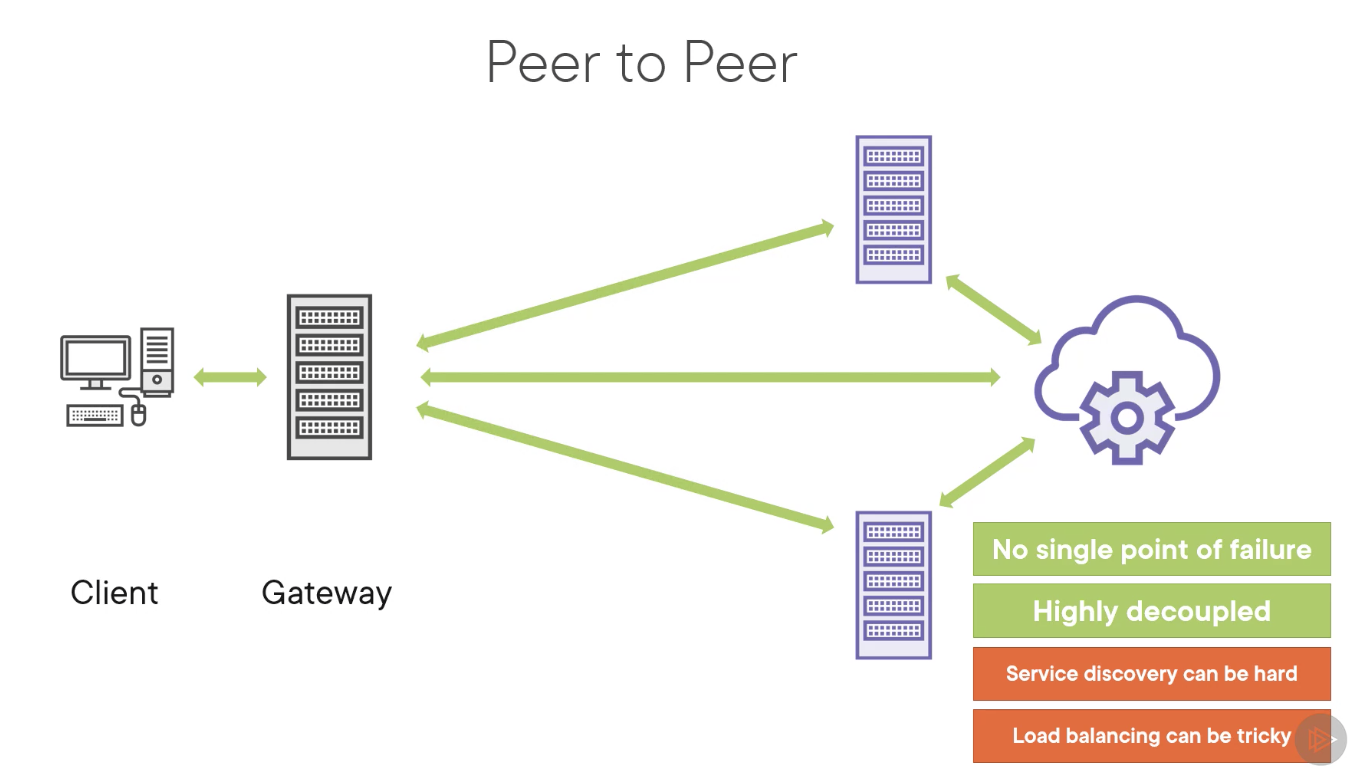 Peer to Peer
Client
Gateway
No single point of failure
Highly decoupled
Service discovery can be hard
Load balancing can be tricky